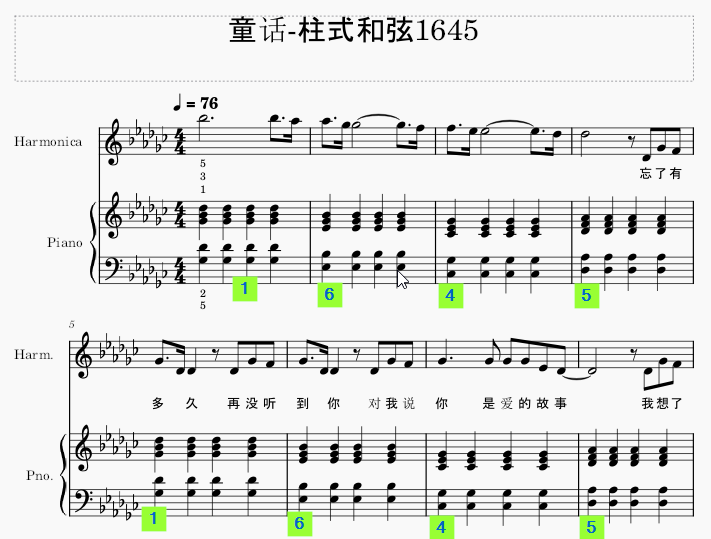 童话-柱式和弦1645
♩ = 76
Harmonica
5
3
1
忘了有
Piano
2
5
1 6 4 5
5
Harm.
多 久 再 没 听 到 你 对 我 说 你 是 爱 的 故 事 我 想 了
Pno.
1 6 4 5